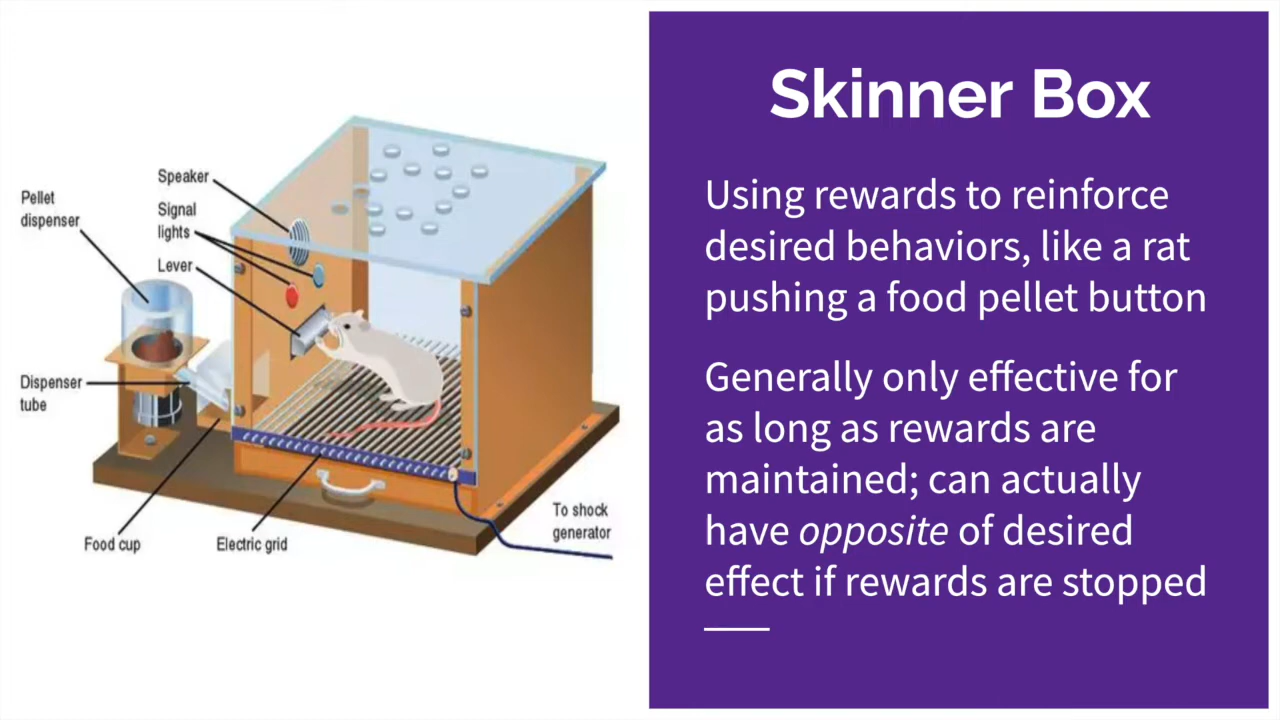 Skinner Box
Using rewards to reinforce
desired behaviors, like a rat
pushing a food pellet button
Generally only effective for
as long as rewards are
maintained; can actually
have opposite of desired
effect if rewards are stopped
Speaker
Pellet
dispenser
Signal
lights
Lever
Dispenser
tube
Food cup
Electric grid
To shock
generator